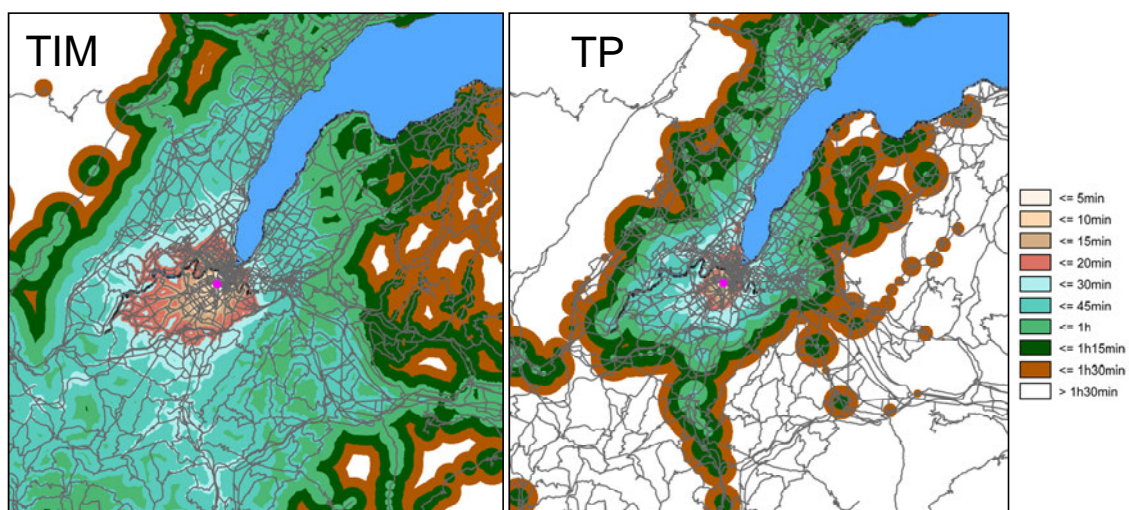 TIM
TP
<= 5min
<= 10min
<= 15min
<= 20min
<= 30min
<= 45min
<= 1h
<= 1h15min
<= 1h30min
> 1h30min